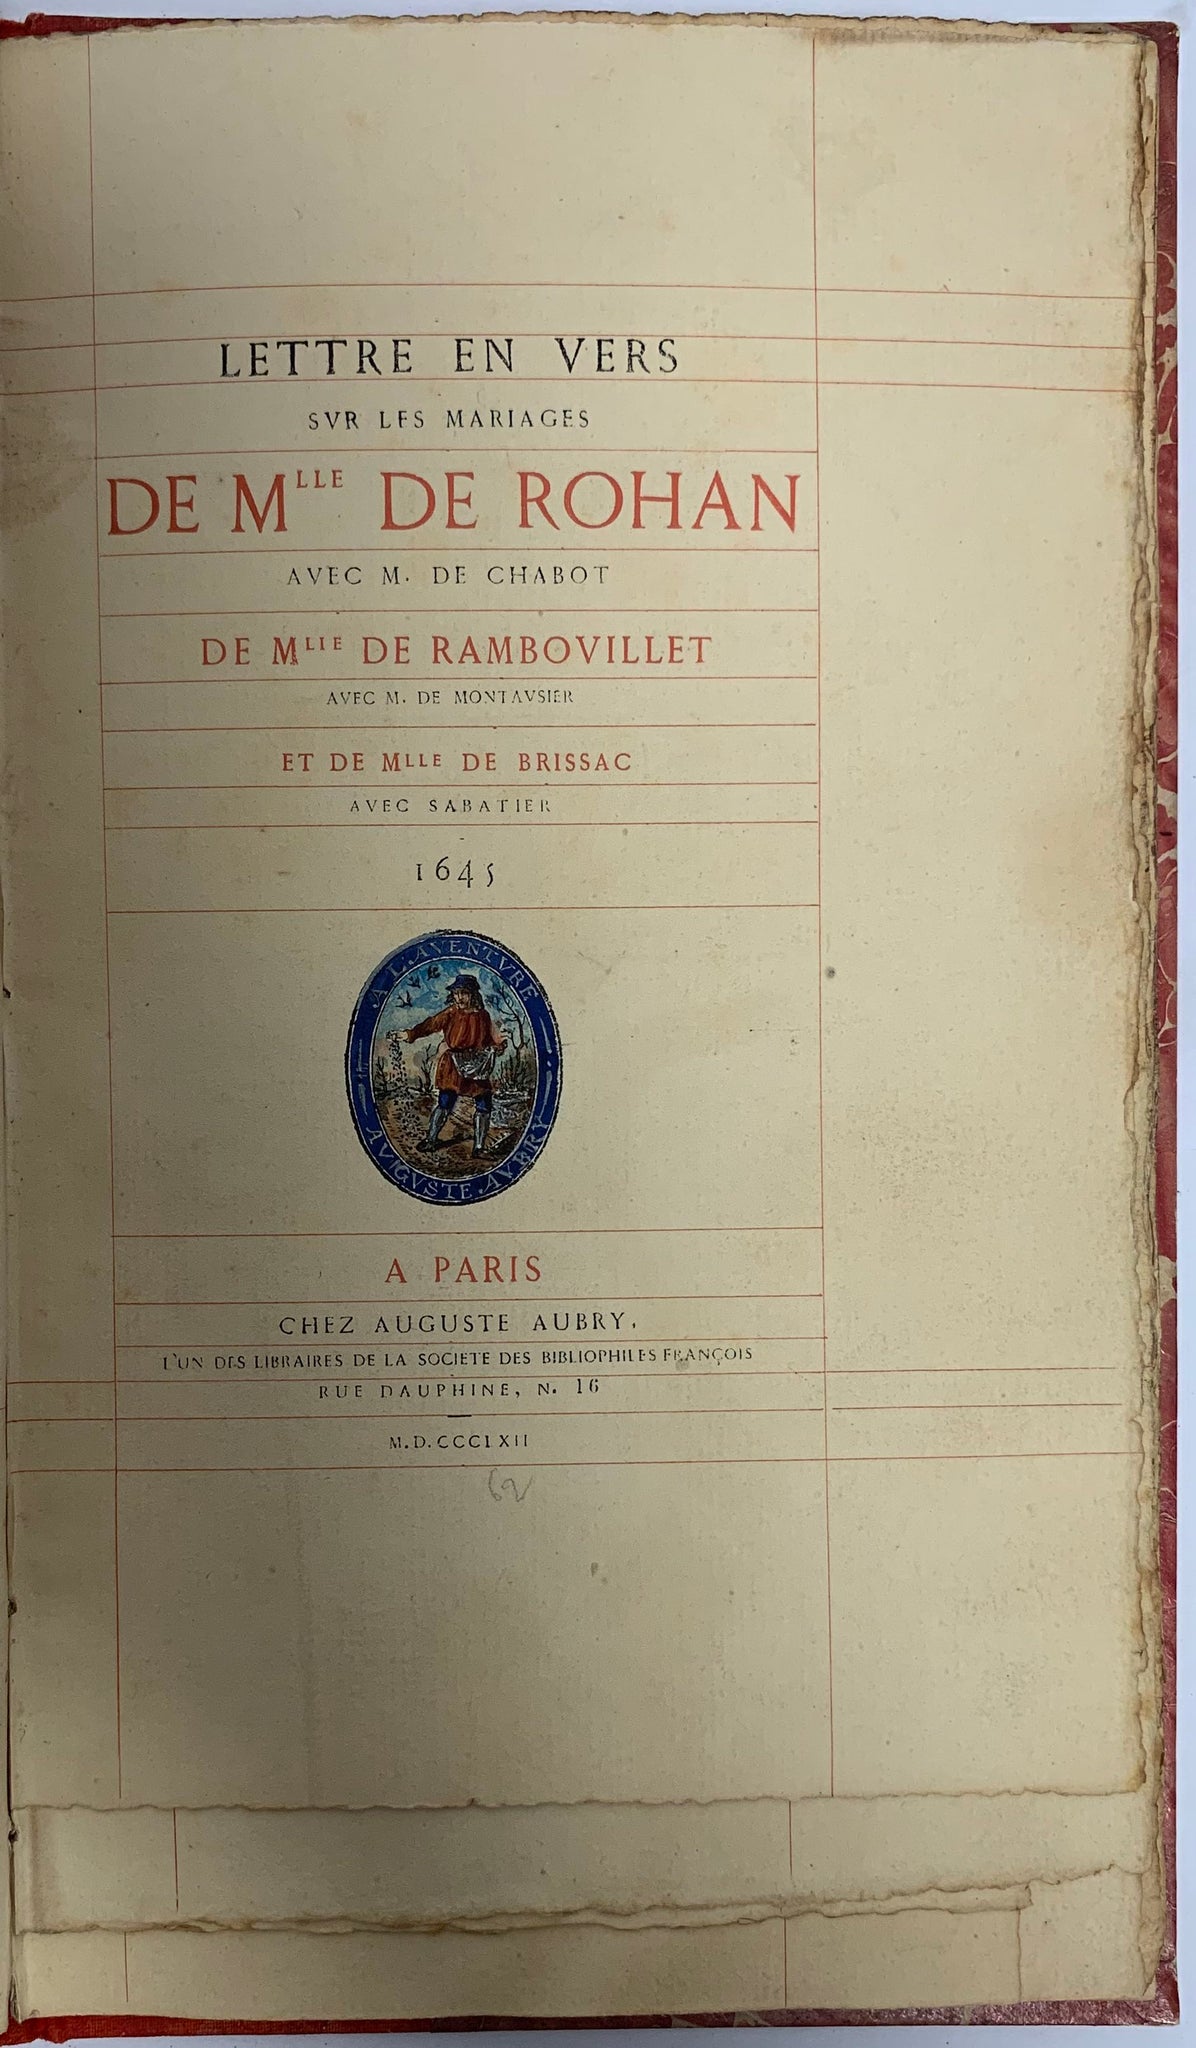 LETTRE EN VERS
SVR LES MARIAGES
DE MLLE DE ROHAN
AVEC M. DE CHABOT
DE MLLE DE RAMBOVILLET
AVEC M. DE MONTAVSIER
ET DE MLLE DE BRISSAC
AVEC SABATIER
1645
A L'AVENTVRE
AVIGVSTE AVBRY
A PARIS
CHEZ AUGUSTE AUBRY,
L'UN DES LIBRAIRES DE LA SOCIETE DES BIBLIOPHILES FRANÇOIS
RUE DAUPHINE, N. 16
M.D.CCCLXII
62